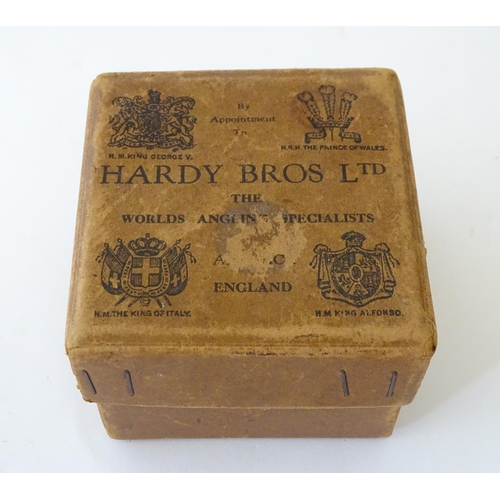 By
Appointment
To
H.M. KING GEORGE V.
H.R.H. THE PRINCE OF WALES.
HARDY BROS LTD
THE
WORLDS SPECIALISTS
ENGLAND
H.M. THE KING OF ITALY.
H.M KING ALFONSO.